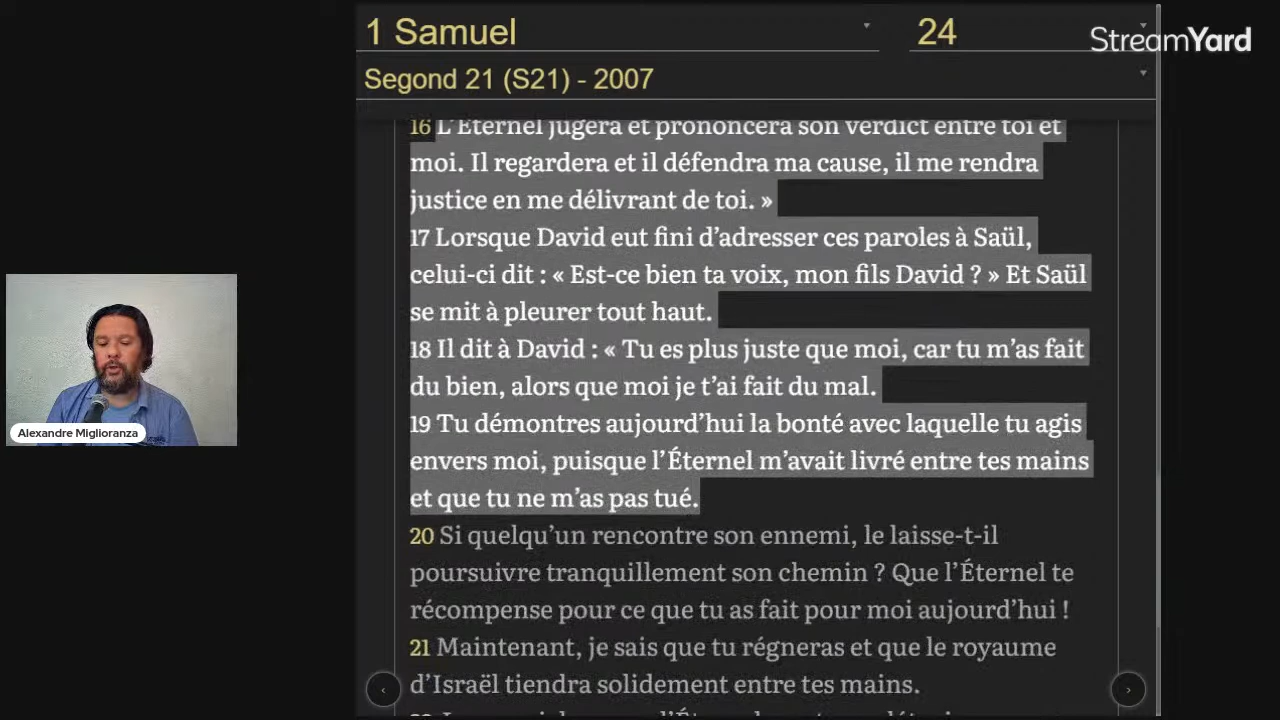 1 Samuel
24
StreamYard
Segond 21 (S21) - 2007
16 L’Éternel jugera et prononcera son verdict entre toi et
moi. Il regardera et il défendra ma cause, il me rendra
justice en me délivrant de toi. »
17 Lorsque David eut fini d’adresser ces paroles à Saül,
celui-ci dit : « Est-ce bien ta voix, mon fils David ? » Et Saül
se mit à pleurer tout haut.
18 Il dit à David : « Tu es plus juste que moi, car tu m’as fait
du bien, alors que moi je t’ai fait du mal.
19 Tu démontres aujourd’hui la bonté avec laquelle tu agis
envers moi, puisque l’Éternel m’avait livré entre tes mains
et que tu ne m’as pas tué.
20 Si quelqu’un rencontre son ennemi, le laisse-t-il
poursuivre tranquillement son chemin ? Que l’Éternel te
récompense pour ce que tu as fait pour moi aujourd’hui !
21 Maintenant, je sais que tu régneras et que le royaume
d’Israël tiendra solidement entre tes mains.
Alexandre Miglioranza